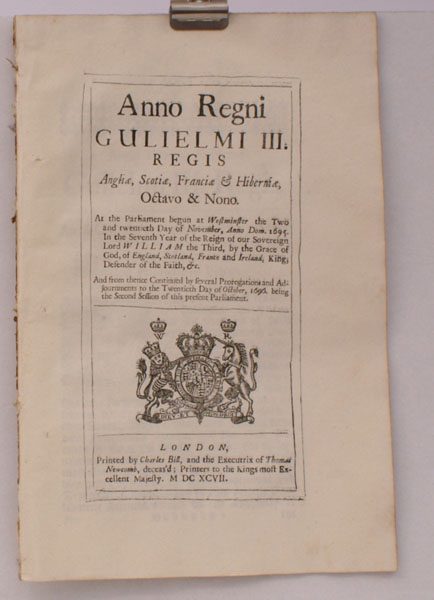 Anno Regni
GULIELMI III.
REGIS
Angliæ, Scotiæ, Franciæ & Hiberniæ,
Octavo & Nono.
At the Parliament begun at Weſtminſter the Two
and twentieth Day of November, Anno Dom. 1695.
In the Seventh Year of the Reign of our Sovereign
Lord WILLIAM the Third, by the Grace of
God, of England, Scotland, France and Ireland, King,
Defender of the Faith, &c.
And from thence Continued by ſeveral Prorogations and Ad-
journments to the Twentieth Day of October, 1696. being
the Second Seſſion of this preſent Parliament.
W R
LONDON,
Printed by Charles Bill, and the Executrix of Thomas
Newcomb, deceas'd; Printers to the Kings moſt Ex-
cellent Majeſty. M DC XCVII.